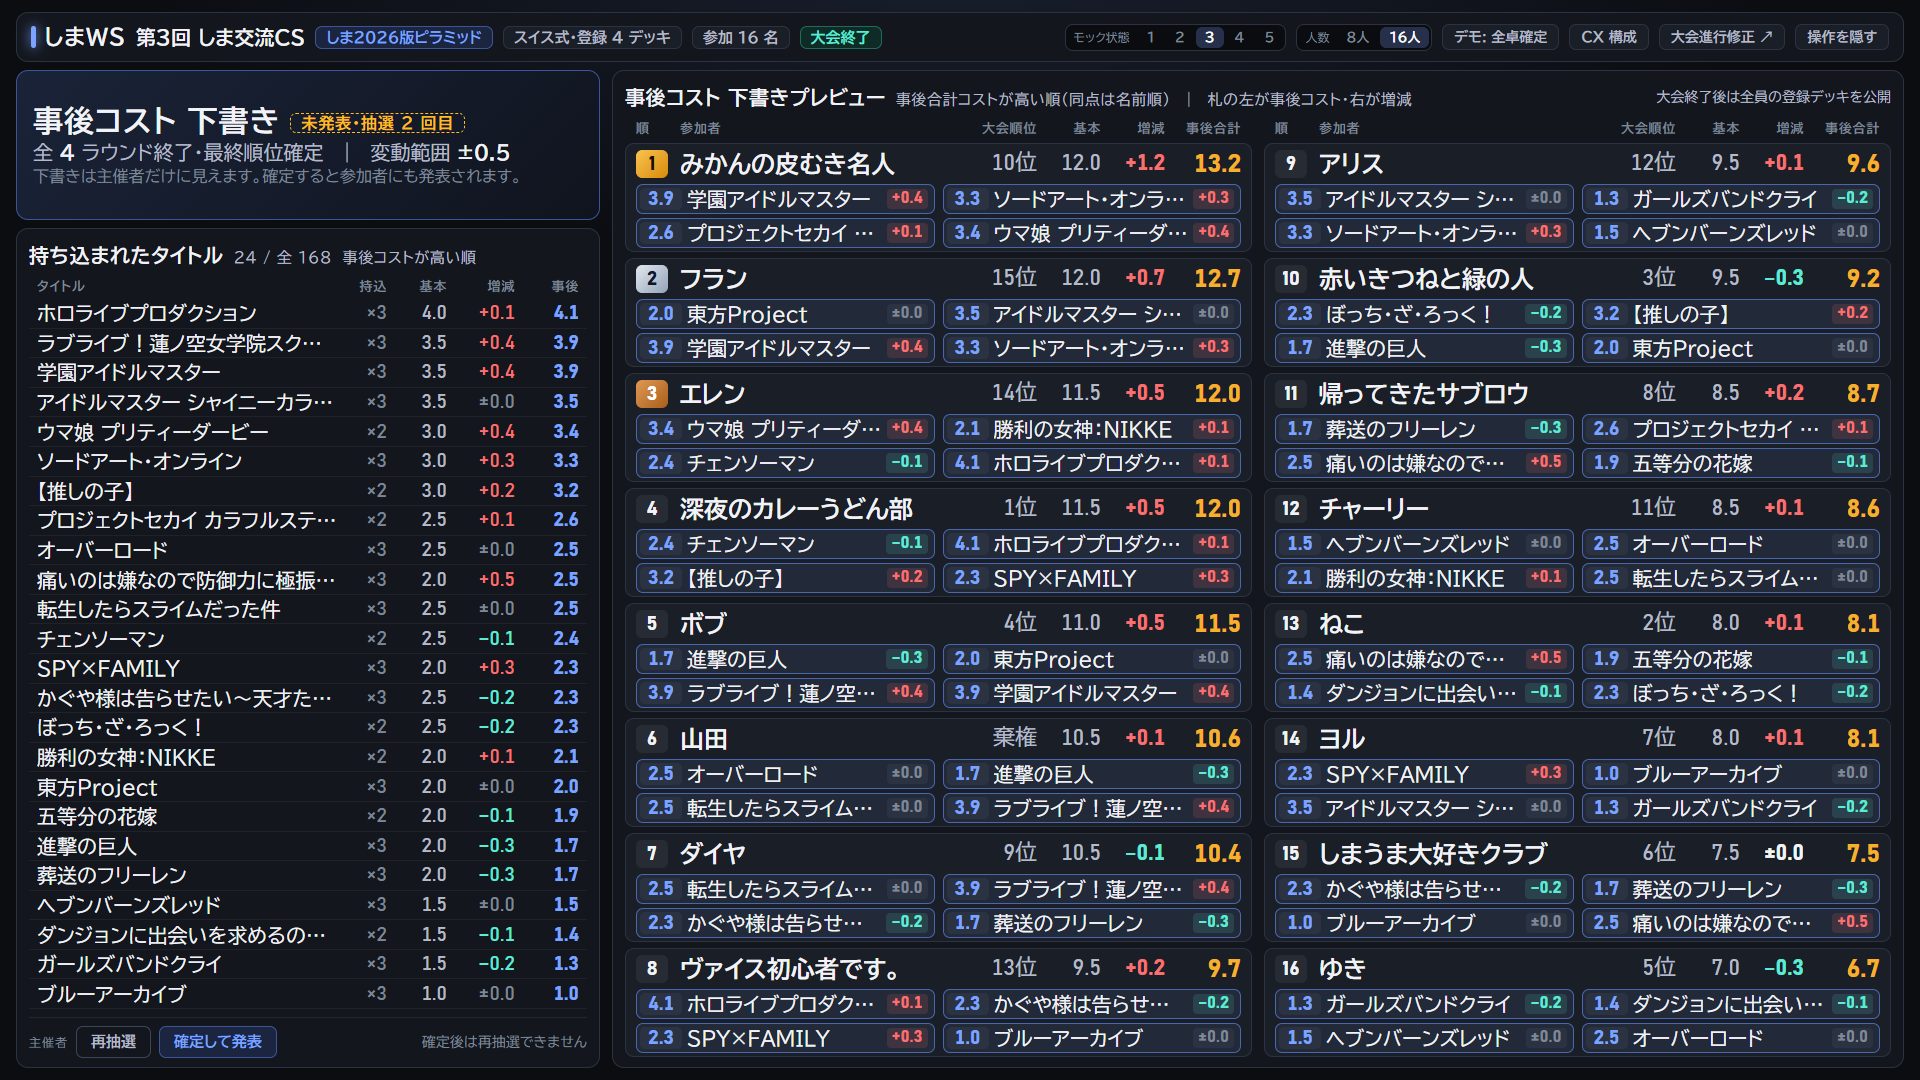 しまWS 第3回 しま交流CS しま2026版ピラミッド スイス式・登録 4 デッキ 参加 16 名 大会終了 モック状態 1 2 3 4 5 人数 8人 16人 デモ: 全卓確定 CX 構成 大会進行修正 ↗ 操作を隠す
事後コスト 下書き 未発表・抽選 2 回目
全 4 ラウンド終了・最終順位確定 | 変動範囲 ±0.5
下書きは主催者だけに見えます。確定すると参加者にも発表されます。
持ち込まれたタイトル 24 / 全 168 事後コストが高い順
タイトル 持込 基本 増減 事後
ホロライブプロダクション ×3 4.0 +0.1 4.1
ラブライブ！蓮ノ空女学院スク… ×3 3.5 +0.4 3.9
学園アイドルマスター ×3 3.5 +0.4 3.9
アイドルマスター シャイニーカラ… ×3 3.5 ±0.0 3.5
ウマ娘 プリティーダービー ×2 3.0 +0.4 3.4
ソードアート・オンライン ×3 3.0 +0.3 3.3
【推しの子】 ×2 3.0 +0.2 3.2
プロジェクトセカイ カラフルステ… ×2 2.5 +0.1 2.6
オーバーロード ×3 2.5 ±0.0 2.5
痛いのは嫌なので防御力に極振… ×3 2.0 +0.5 2.5
転生したらスライムだった件 ×3 2.5 ±0.0 2.5
チェンソーマン ×2 2.5 −0.1 2.4
SPY×FAMILY ×3 2.0 +0.3 2.3
かぐや様は告らせたい～天才た… ×3 2.5 −0.2 2.3
ぼっち・ざ・ろっく！ ×2 2.5 −0.2 2.3
勝利の女神：NIKKE ×2 2.0 +0.1 2.1
東方Project ×3 2.0 ±0.0 2.0
五等分の花嫁 ×2 2.0 −0.1 1.9
進撃の巨人 ×3 2.0 −0.3 1.7
葬送のフリーレン ×3 2.0 −0.3 1.7
ヘブンバーンズレッド ×3 1.5 ±0.0 1.5
ダンジョンに出会いを求めるの… ×2 1.5 −0.1 1.4
ガールズバンドクライ ×3 1.5 −0.2 1.3
ブルーアーカイブ ×3 1.0 ±0.0 1.0
主催者 再抽選 確定して発表 確定後は再抽選できません
事後コスト 下書きプレビュー 事後合計コストが高い順（同点は名前順） | 札の左が事後コスト・右が増減 大会終了後は全員の登録デッキを公開
順 参加者 大会順位 基本 増減 事後合計
1 みかんの皮むき名人 10位 12.0 +1.2 13.2
3.9 学園アイドルマスター +0.4 3.3 ソードアート・オンラ… +0.3
2.6 プロジェクトセカイ … +0.1 3.4 ウマ娘 プリティーダ… +0.4
2 フラン 15位 12.0 +0.7 12.7
2.0 東方Project ±0.0 3.5 アイドルマスター シ… ±0.0
3.9 学園アイドルマスター +0.4 3.3 ソードアート・オンラ… +0.3
3 エレン 14位 11.5 +0.5 12.0
3.4 ウマ娘 プリティーダ… +0.4 2.1 勝利の女神：NIKKE +0.1
2.4 チェンソーマン −0.1 4.1 ホロライブプロダク… +0.1
4 深夜のカレーうどん部 1位 11.5 +0.5 12.0
2.4 チェンソーマン −0.1 4.1 ホロライブプロダク… +0.1
3.2 【推しの子】 +0.2 2.3 SPY×FAMILY +0.3
5 ボブ 4位 11.0 +0.5 11.5
1.7 進撃の巨人 −0.3 2.0 東方Project ±0.0
3.9 ラブライブ！蓮ノ空… +0.4 3.9 学園アイドルマスター +0.4
6 山田 棄権 10.5 +0.1 10.6
2.5 オーバーロード ±0.0 1.7 進撃の巨人 −0.3
2.5 転生したらスライム… ±0.0 3.9 ラブライブ！蓮ノ空… +0.4
7 ダイヤ 9位 10.5 −0.1 10.4
2.5 転生したらスライム… ±0.0 3.9 ラブライブ！蓮ノ空… +0.4
2.3 かぐや様は告らせ… −0.2 1.7 葬送のフリーレン −0.3
8 ヴァイス初心者です。 13位 9.5 +0.2 9.7
4.1 ホロライブプロダク… +0.1 2.3 かぐや様は告らせ… −0.2
2.3 SPY×FAMILY +0.3 1.0 ブルーアーカイブ ±0.0
順 参加者 大会順位 基本 増減 事後合計
9 アリス 12位 9.5 +0.1 9.6
3.5 アイドルマスター シ… ±0.0 1.3 ガールズバンドクライ −0.2
3.3 ソードアート・オンラ… +0.3 1.5 ヘブンバーンズレッド ±0.0
10 赤いきつねと緑の人 3位 9.5 −0.3 9.2
2.3 ぼっち・ざ・ろっく！ −0.2 3.2 【推しの子】 +0.2
1.7 進撃の巨人 −0.3 2.0 東方Project ±0.0
11 帰ってきたサブロウ 8位 8.5 +0.2 8.7
1.7 葬送のフリーレン −0.3 2.6 プロジェクトセカイ … +0.1
2.5 痛いのは嫌なので… +0.5 1.9 五等分の花嫁 −0.1
12 チャーリー 11位 8.5 +0.1 8.6
1.5 ヘブンバーンズレッド ±0.0 2.5 オーバーロード ±0.0
2.1 勝利の女神：NIKKE +0.1 2.5 転生したらスライム… ±0.0
13 ねこ 2位 8.0 +0.1 8.1
2.5 痛いのは嫌なので… +0.5 1.9 五等分の花嫁 −0.1
1.4 ダンジョンに出会い… −0.1 2.3 ぼっち・ざ・ろっく！ −0.2
14 ヨル 7位 8.0 +0.1 8.1
2.3 SPY×FAMILY +0.3 1.0 ブルーアーカイブ ±0.0
3.5 アイドルマスター シ… ±0.0 1.3 ガールズバンドクライ −0.2
15 しまうま大好きクラブ 6位 7.5 ±0.0 7.5
2.3 かぐや様は告らせ… −0.2 1.7 葬送のフリーレン −0.3
1.0 ブルーアーカイブ ±0.0 2.5 痛いのは嫌なので… +0.5
16 ゆき 5位 7.0 −0.3 6.7
1.3 ガールズバンドクライ −0.2 1.4 ダンジョンに出会い… −0.1
1.5 ヘブンバーンズレッド ±0.0 2.5 オーバーロード ±0.0